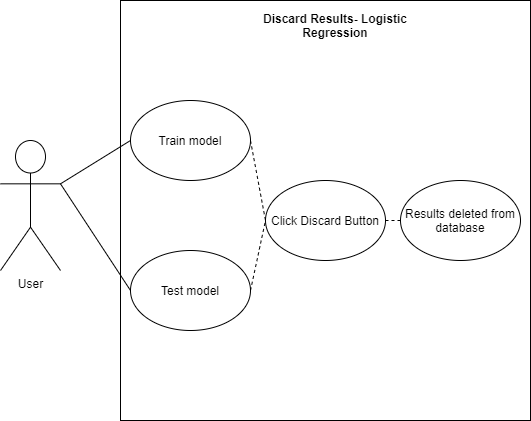 Discard Results- Logistic
Regression
Train model
Click Discard Button
Results deleted from
database
User
Test model